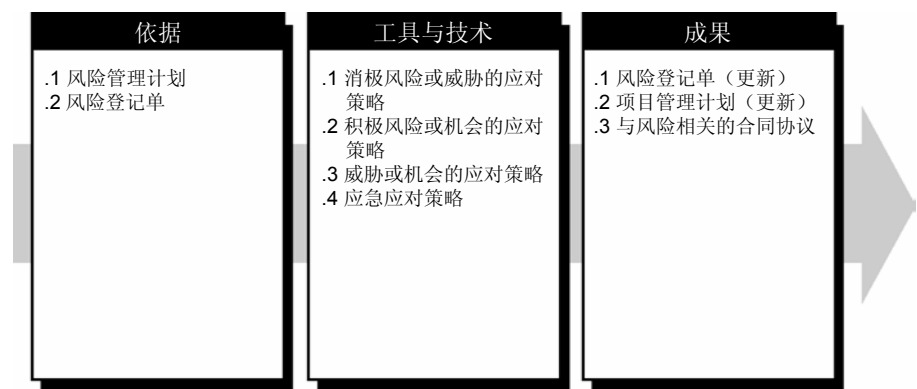 依据
.1 风险管理计划
.2 风险登记单
工具与技术
.1 消极风险或威胁的应对
策略
.2 积极风险或机会的应对
策略
.3 威胁或机会的应对策略
.4 应急应对策略
成果
.1 风险登记单（更新）
.2 项目管理计划（更新）
.3 与风险相关的合同协议